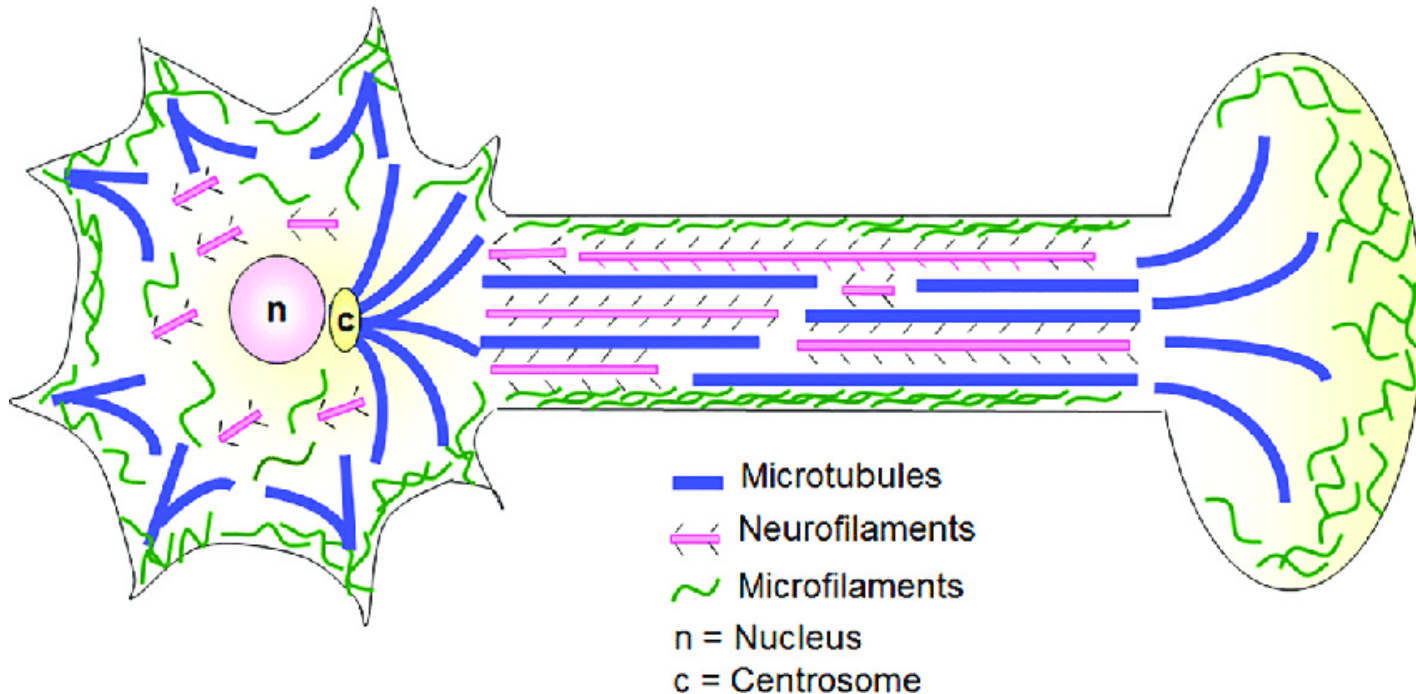 n
c
Microtubules
Neurofilaments
Microfilaments
n = Nucleus
c = Centrosome